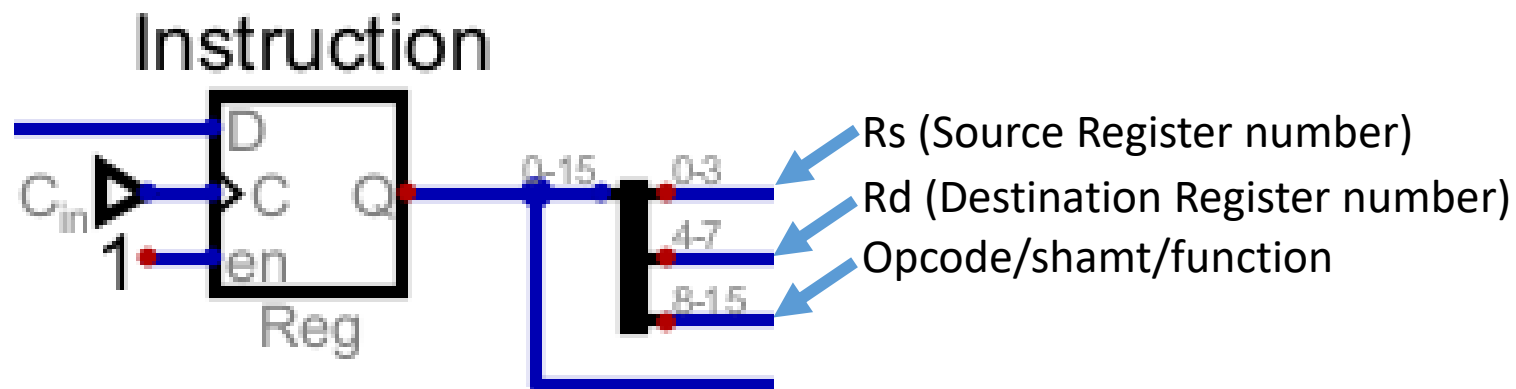 Instruction
D
C
Q
Cin
1
en
Reg
0-15
0-3
4-7
8-15
Rs (Source Register number)
Rd (Destination Register number)
Opcode/shamt/function